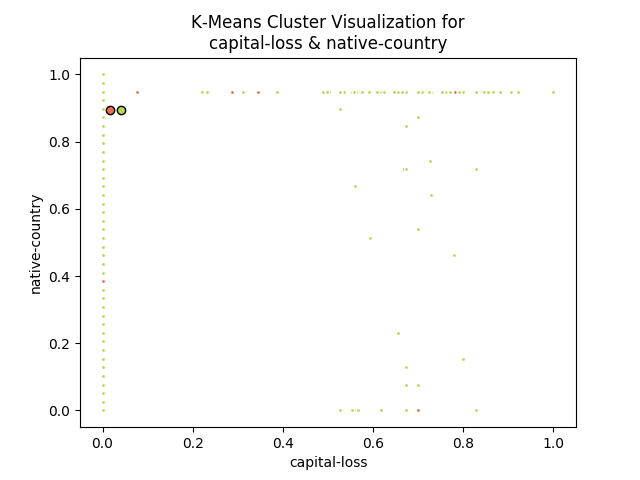 K-Means Cluster Visualization for
capital-loss & native-country
1.0
0.8
0.6
0.4
0.2
0.0
native-country
0.0 0.2 0.4 0.6 0.8 1.0
capital-loss